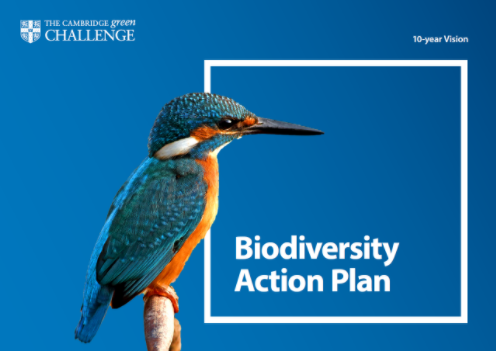 THE CAMBRIDGE green
CHALLENGE
10-year Vision
Biodiversity
Action Plan